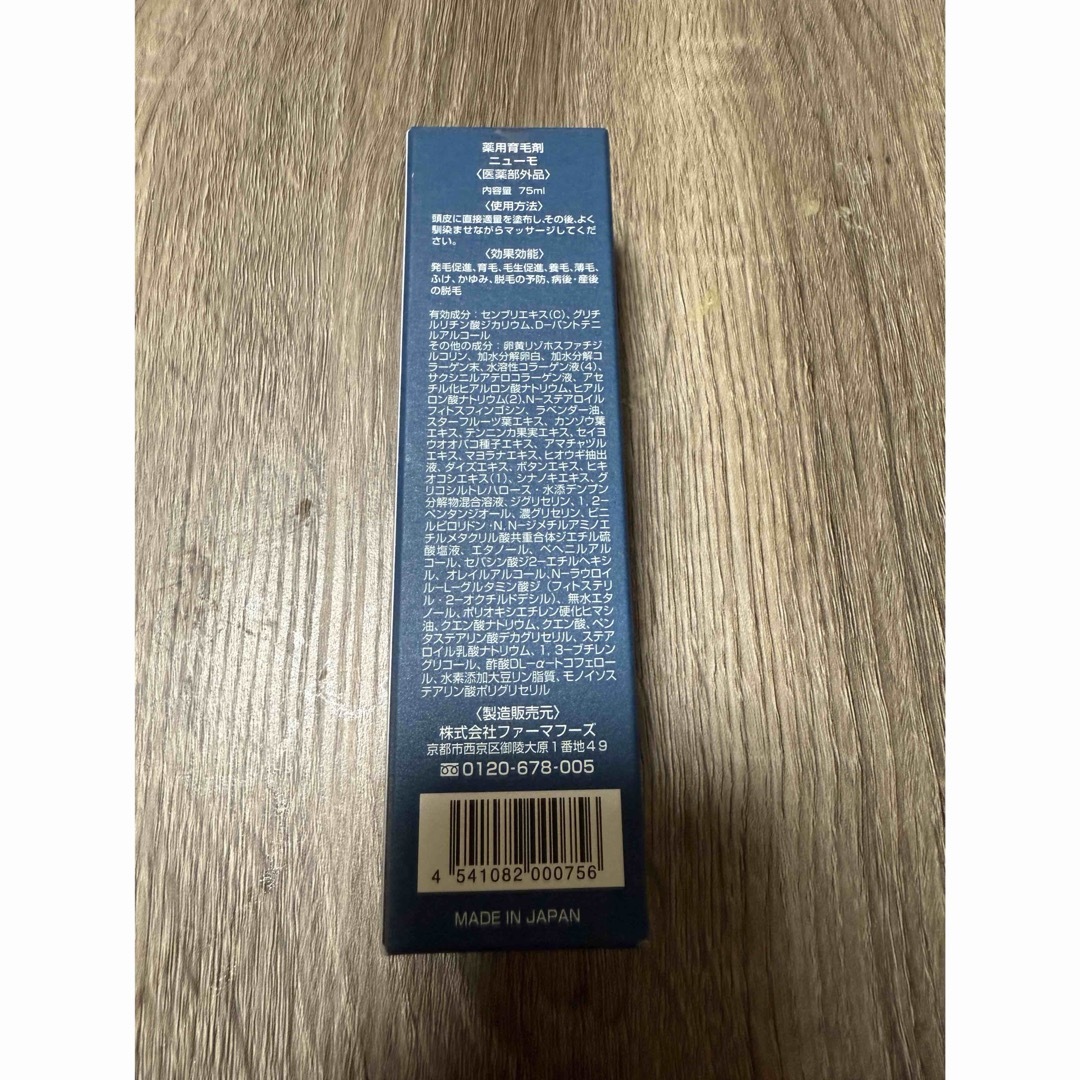 薬用育毛剤
ニューモ
〈医薬部外品〉
内容量 75ml
〈使用方法〉
頭皮に直接適量を塗布し、その後、よく
馴染ませながらマッサージしてくだ
さい。
〈効果効能〉
発毛促進、育毛、毛生促進、養毛、薄毛、
ふけ、かゆみ、脱毛の予防、病後・産後
の脱毛
有効成分：センブリエキス(C)、グリチ
ルリチン酸ジカリウム、D-パントテニ
ルアルコール
その他の成分：卵黄リゾホスファチジ
ルコリン、加水分解卵白、加水分解コ
ラーゲン末、水溶性コラーゲン液(4)、
サクシニルアテロコラーゲン液、アセ
チル化ヒアルロン酸ナトリウム、ヒアル
ロン酸ナトリウム(2)、N-ステアロイル
フィトスフィンゴシン、ラベンダー油、
スターフルーツ葉エキス、カンゾウ葉
エキス、テンニンカ果実エキス、セイヨ
ウオオバコ種子エキス、アマチャヅル
エキス、マヨラナエキス、ヒオウギ抽出
液、ダイズエキス、ボタンエキス、ヒキ
オコシエキス(1)、シナノキエキス、グ
リコシルトレハロース・水添デンプン
分解物混合溶液、ジグリセリン、1, 2-
ペンタンジオール、濃グリセリン、ビニ
ルピロリドン・N, N-ジメチルアミノエ
チルメタクリル酸共重合体ジエチル硫
酸塩液、エタノール、ベヘニルアル
コール、セバシン酸ジ2-エチルヘキシ
ル、オレイルアルコール、N-ラウロイ
ル-L-グルタミン酸ジ（フィトステリ
ル・2-オクチルドデシル）、無水エタ
ノール、ポリオキシエチレン硬化ヒマシ
油、クエン酸ナトリウム、クエン酸、ペン
タステアリン酸デカグリセリル、ステア
ロイル乳酸ナトリウム、1, 3-ブチレン
グリコール、酢酸DL-α-トコフェロー
ル、水素添加大豆リン脂質、モノイソス
テアリン酸ポリグリセリル
〈製造販売元〉
株式会社ファーマフーズ
京都市西京区御陵大原1番地49
0120-678-005
4 541082 000756
MADE IN JAPAN